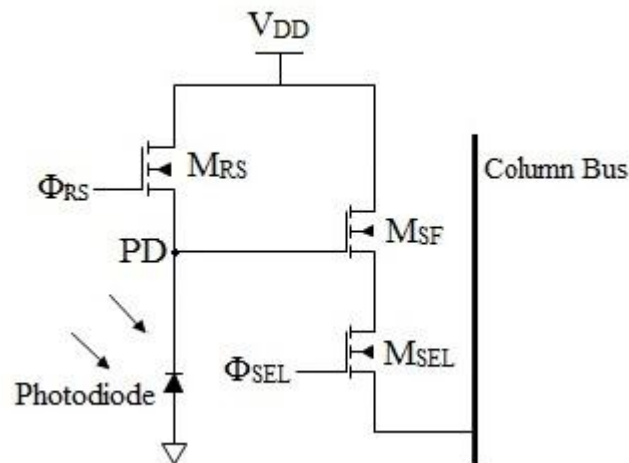 VDD
MRS
Column Bus
ΦRS
MSF
PD
MSEL
ΦSEL
Photodiode